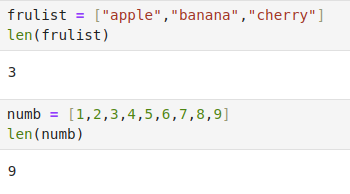 frulist = ["apple","banana","cherry"]
len(frulist)
3
numb = [1,2,3,4,5,6,7,8,9]
len(numb)
9